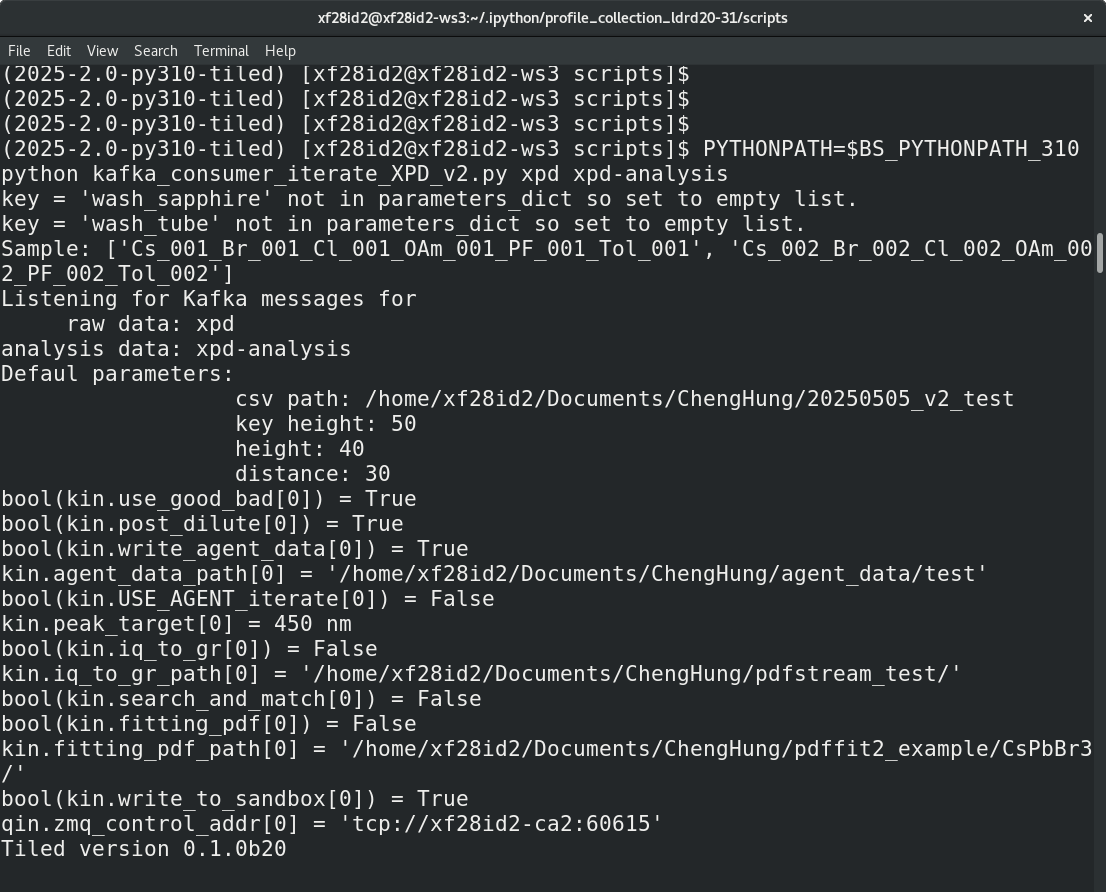 xf28id2@xf28id2-ws3:~/.ipython/profile_collection_ldrd20-31/scripts ×
File Edit View Search Terminal Help
(2025-2.0-py310-tiled) [xf28id2@xf28id2-ws3 scripts]$
(2025-2.0-py310-tiled) [xf28id2@xf28id2-ws3 scripts]$
(2025-2.0-py310-tiled) [xf28id2@xf28id2-ws3 scripts]$
(2025-2.0-py310-tiled) [xf28id2@xf28id2-ws3 scripts]$ PYTHONPATH=$BS_PYTHONPATH_310
python kafka_consumer_iterate_XPD_v2.py xpd xpd-analysis
key = 'wash_sapphire' not in parameters_dict so set to empty list.
key = 'wash_tube' not in parameters_dict so set to empty list.
Sample: ['Cs_001_Br_001_Cl_001_OAm_001_PF_001_Tol_001', 'Cs_002_Br_002_Cl_002_OAm_00
2_PF_002_Tol_002']
Listening for Kafka messages for
     raw data: xpd
analysis data: xpd-analysis
Defaul parameters:
                  csv path: /home/xf28id2/Documents/ChengHung/20250505_v2_test
                  key height: 50
                  height: 40
                  distance: 30
bool(kin.use_good_bad[0]) = True
bool(kin.post_dilute[0]) = True
bool(kin.write_agent_data[0]) = True
kin.agent_data_path[0] = '/home/xf28id2/Documents/ChengHung/agent_data/test'
bool(kin.USE_AGENT_iterate[0]) = False
kin.peak_target[0] = 450 nm
bool(kin.iq_to_gr[0]) = False
kin.iq_to_gr_path[0] = '/home/xf28id2/Documents/ChengHung/pdfstream_test/'
bool(kin.search_and_match[0]) = False
bool(kin.fitting_pdf[0]) = False
kin.fitting_pdf_path[0] = '/home/xf28id2/Documents/ChengHung/pdffit2_example/CsPbBr3
/'
bool(kin.write_to_sandbox[0]) = True
qin.zmq_control_addr[0] = 'tcp://xf28id2-ca2:60615'
Tiled version 0.1.0b20